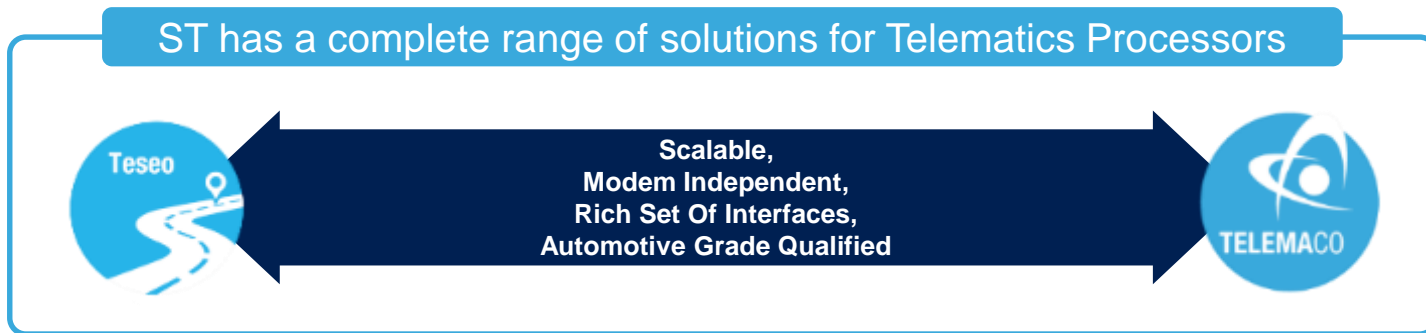 ST has a complete range of solutions for Telematics Processors
Teseo
Scalable,
Modem Independent,
Rich Set Of Interfaces,
Automotive Grade Qualified
TELEMACO